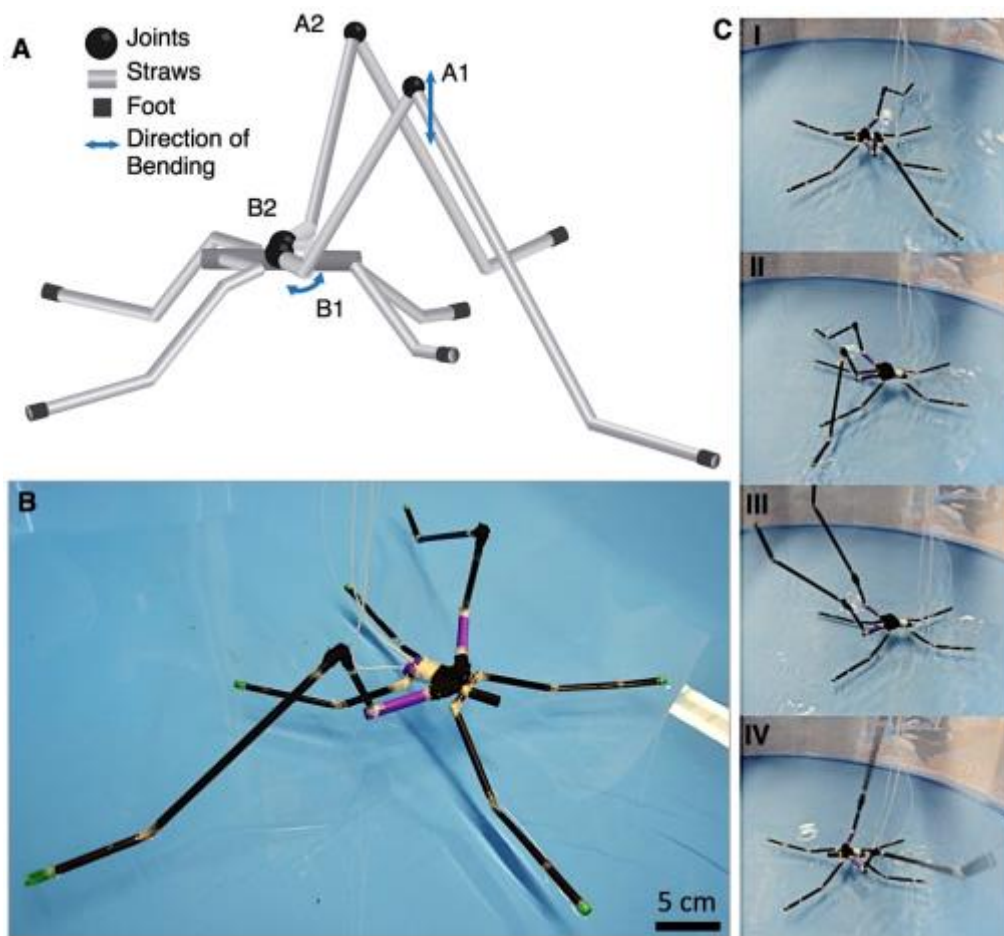 A
Joints
Straws
Foot
Direction of
Bending
A2
A1
B2
B1
B
5 cm
C
I
II
III
IV